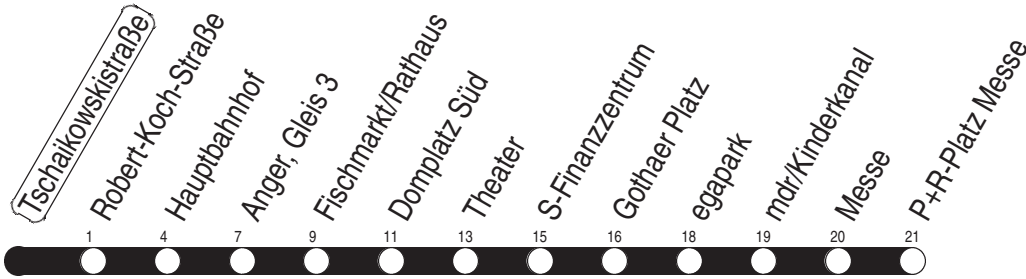 Tschaikowskistraße
Robert-Koch-Straße
Hauptbahnhof
Anger, Gleis 3
Fischmarkt/Rathaus
Domplatz Süd
Theater
S-Finanzzentrum
Gothaer Platz
egapark
mdr/Kinderkanal
Messe
P+R-Platz Messe
1 4 7 9 11 13 15 16 18 19 20 21